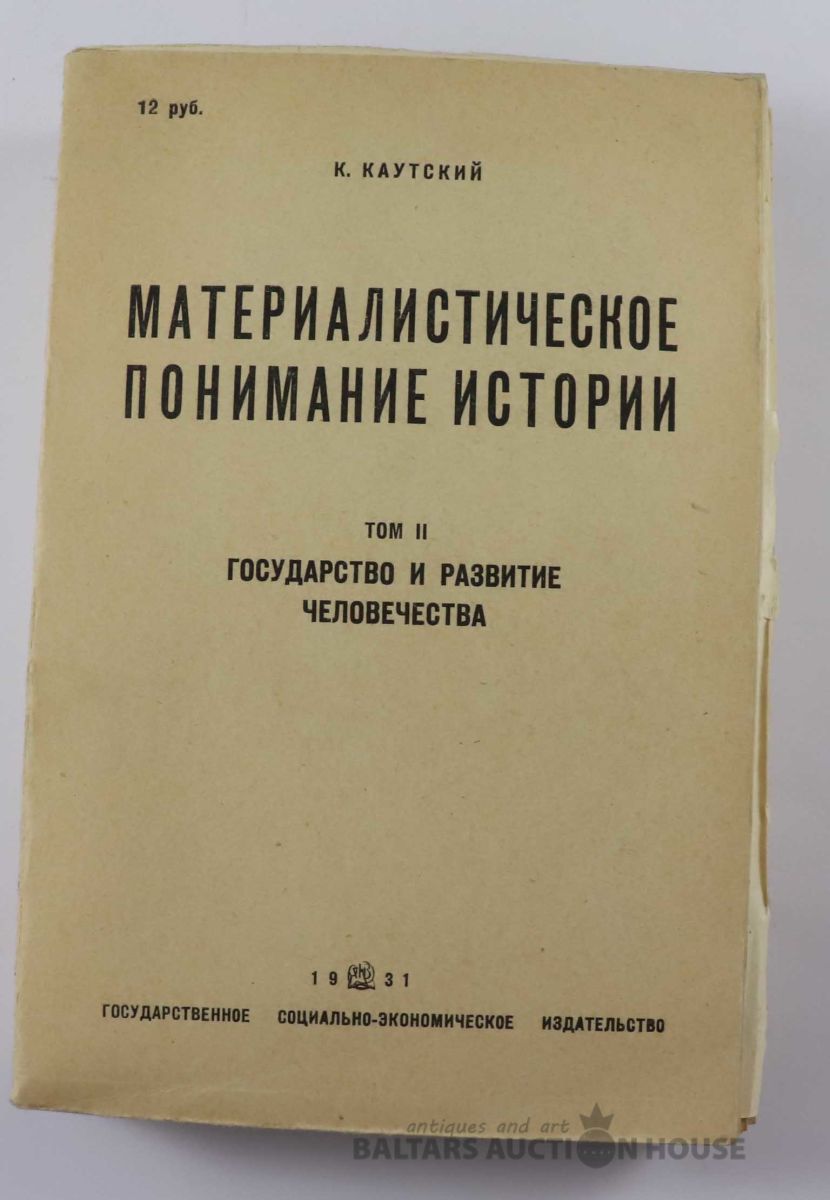 12 руб.
К. КАУТСКИЙ
МАТЕРИАЛИСТИЧЕСКОЕ
ПОНИМАНИЕ ИСТОРИИ
ТОМ II
ГОСУДАРСТВО И РАЗВИТИЕ
ЧЕЛОВЕЧЕСТВА
19 31
ГОСУДАРСТВЕННОЕ СОЦИАЛЬНО-ЭКОНОМИЧЕСКОЕ ИЗДАТЕЛЬСТВО
antiques and art
BALTARS AUCTION HOUSE